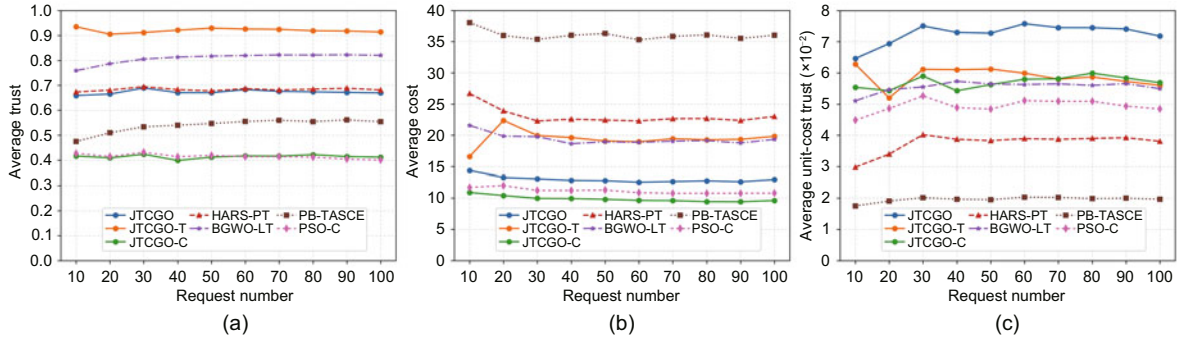 Average trust
1.0
0.9
0.8
0.7
0.6
0.5
0.4
0.3
0.2
0.1
0.0
JTCGO HARS-PT PB-TASCE
JTCGO-T BGWO-LT PSO-C
JTCGO-C
10 20 30 40 50 60 70 80 90 100
Request number
(a)
Average cost
40
35
30
25
20
15
10
5
0
JTCGO HARS-PT PB-TASCE
JTCGO-T BGWO-LT PSO-C
JTCGO-C
10 20 30 40 50 60 70 80 90 100
Request number
(b)
Average unit-cost trust (×10⁻²)
8
7
6
5
4
3
2
1
0
JTCGO HARS-PT PB-TASCE
JTCGO-T BGWO-LT PSO-C
JTCGO-C
10 20 30 40 50 60 70 80 90 100
Request number
(c)